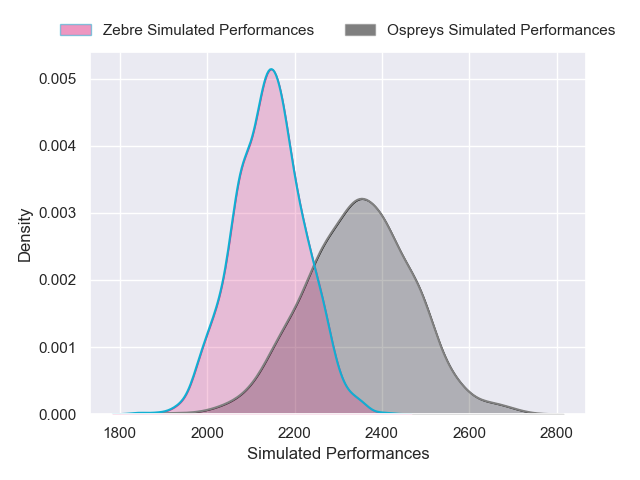 Zebre Simulated Performances
Ospreys Simulated Performances
0.005
0.004
0.003
0.002
0.001
0.000
Density
1800 2000 2200 2400 2600 2800
Simulated Performances